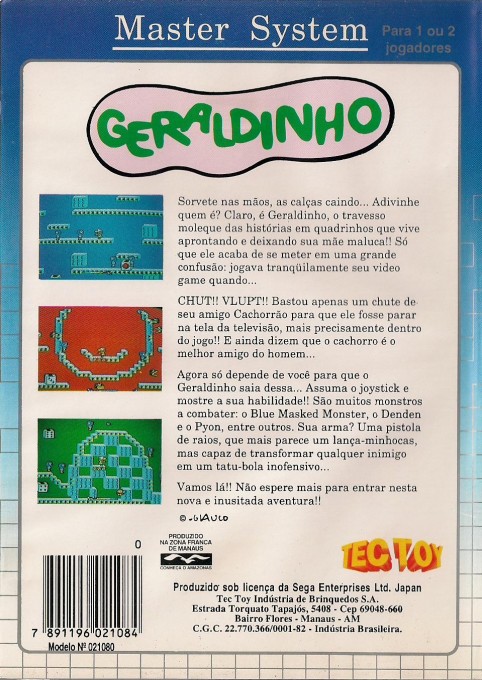 Master System
Para 1 ou 2
jogadores
GERALDINHO
Sorvete nas mãos, as calças caindo... Adivinhe
quem é? Claro, é Geraldinho, o travesso
moleque das histórias em quadrinhos que vive
aprontando e deixando sua mãe maluca!! Só
que ele acaba de se meter em uma grande
confusão: jogava tranqüilamente seu video
game quando...
CHUT!! VLUPT!! Bastou apenas um chute de
seu amigo Cachorrão para que ele fosse parar
na tela da televisão, mais precisamente dentro
do jogo!! E ainda dizem que o cachorro é o
melhor amigo do homem...
Agora só depende de você para que o
Geraldinho saia dessa... Assuma o joystick e
mostre a sua habilidade!! São muitos monstros
a combater: o Blue Masked Monster, o Denden
e o Pyon, entre outros. Sua arma? Uma pistola
de raios, que mais parece um lança-minhocas,
mas capaz de transformar qualquer inimigo
em um tatu-bola inofensivo...
Vamos lá!! Não espere mais para entrar nesta
nova e inusitada aventura!!
© GLAUCO
0
PRODUZIDO
NA ZONA FRANCA
DE MANAUS
CONHEÇA O AMAZONAS
TEC TOY
Produzido sob licença da Sega Enterprises Ltd. Japan
Tec Toy Indústria de Brinquedos S.A.
Estrada Torquato Tapajós, 5408 - Cep 69048-660
Bairro Flores - Manaus - AM
C.G.C. 22.770.366/0001-82 - Indústria Brasileira.
7 891196 021084
Modelo Nº 021080